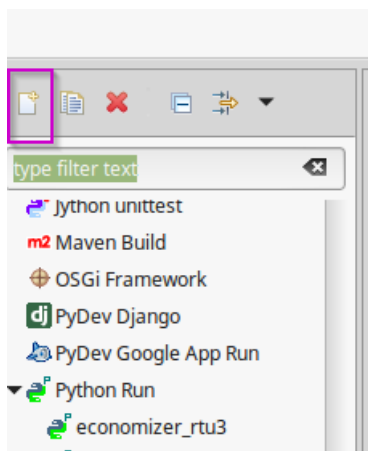 type filter text
Jython unittest
m2 Maven Build
OSGi Framework
dj PyDev Django
PyDev Google App Run
Python Run
economizer_rtu3